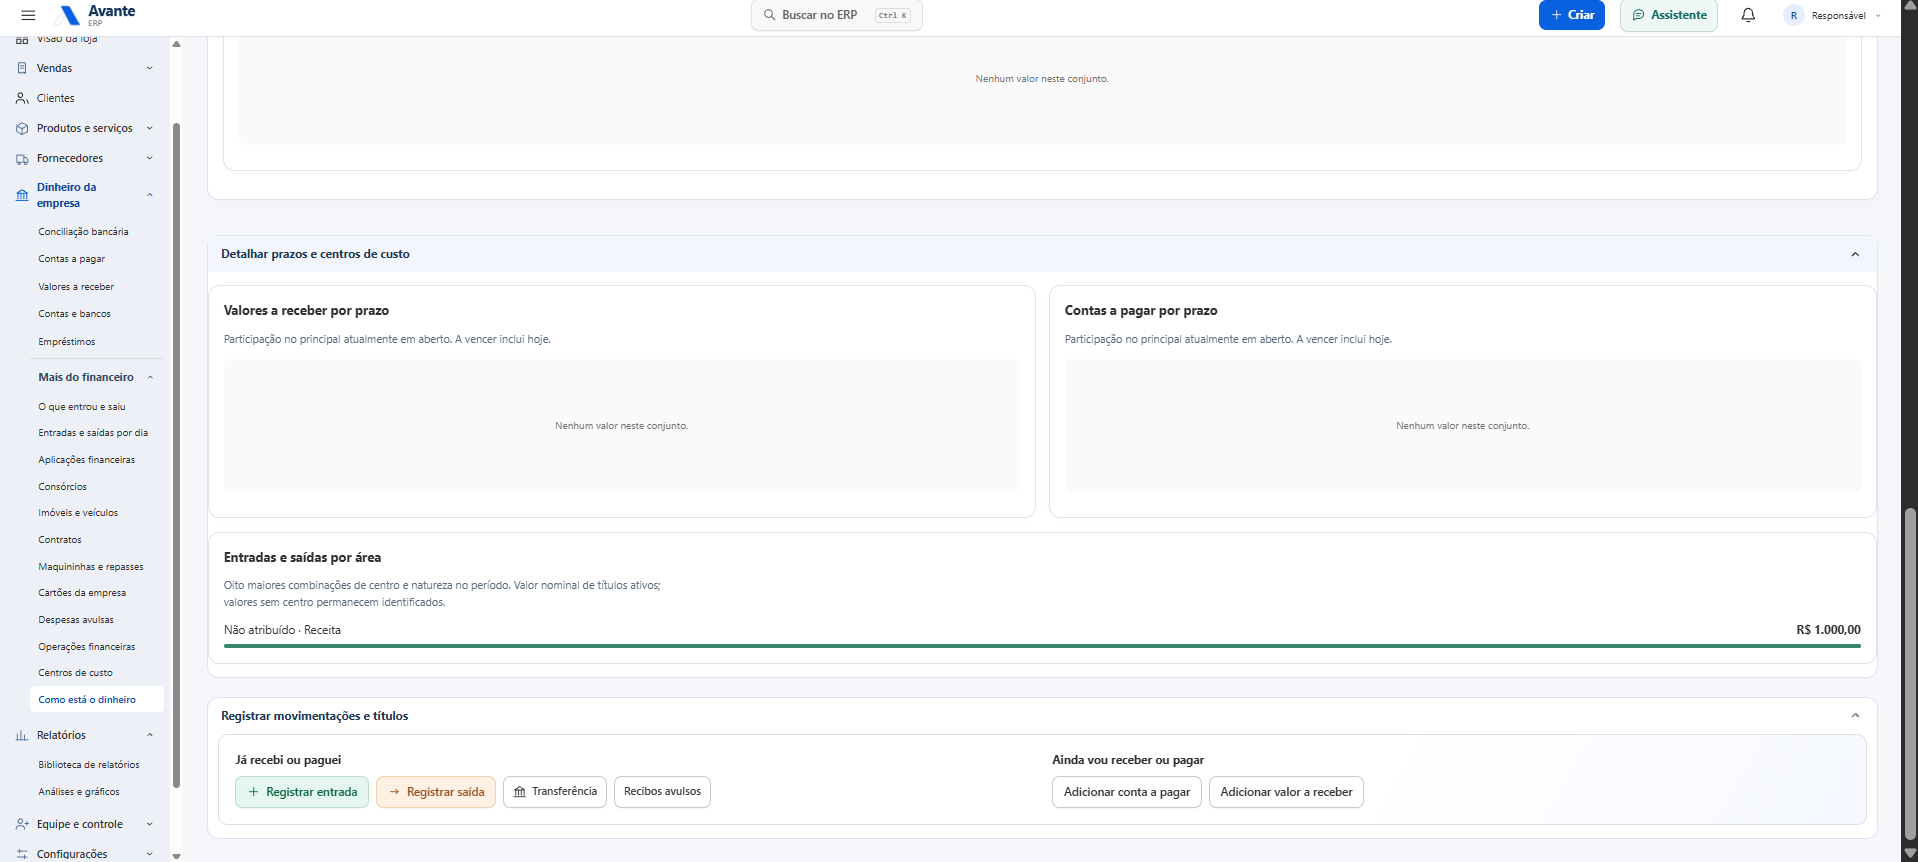 Avante
ERP
Buscar no ERP
Ctrl K
Criar
Assistente
R
Responsável
Visão da loja
Vendas
Clientes
Produtos e serviços
Fornecedores
Dinheiro da
empresa
Conciliação bancária
Contas a pagar
Valores a receber
Contas e bancos
Empréstimos
Mais do financeiro
O que entrou e saiu
Entradas e saídas por dia
Aplicações financeiras
Consórcios
Imóveis e veículos
Contratos
Maquininhas e repasses
Cartões da empresa
Despesas avulsas
Operações financeiras
Centros de custo
Como está o dinheiro
Relatórios
Biblioteca de relatórios
Análises e gráficos
Equipe e controle
Configurações
Nenhum valor neste conjunto.
Detalhar prazos e centros de custo
Valores a receber por prazo
Participação no principal atualmente em aberto. A vencer inclui hoje.
Nenhum valor neste conjunto.
Contas a pagar por prazo
Participação no principal atualmente em aberto. A vencer inclui hoje.
Nenhum valor neste conjunto.
Entradas e saídas por área
Oito maiores combinações de centro e natureza no período. Valor nominal de títulos ativos;
valores sem centro permanecem identificados.
Não atribuído · Receita
R$ 1.000,00
Registrar movimentações e títulos
Já recebi ou paguei
+ Registrar entrada
→ Registrar saída
Transferência
Recibos avulsos
Ainda vou receber ou pagar
Adicionar conta a pagar
Adicionar valor a receber